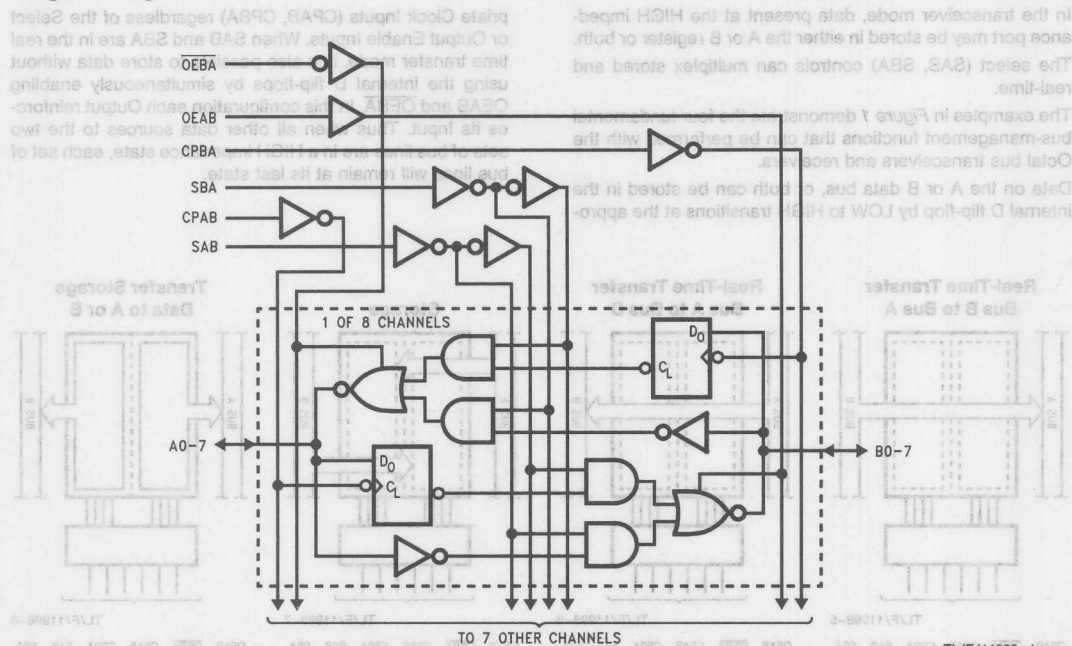 In the transceiver mode, data present at the HIGH imped-
ance port may be stored in either the A or B register or both.
The select (SAB, SBA) controls can multiplex stored and
real-time.
The examples in Figure 1 demonstrate the four fundamental
bus-management functions that can be performed with the
Octal bus transceivers and receivers.
Data on the A or B data bus, or both can be stored in the
internal D flip-flop by LOW to HIGH transitions at the appro-
priate Clock Inputs (CPAB, CPBA) regardless of the Select
or Output Enable Inputs. When SAB and SBA are in the real
time transfer mode, it is also possible to store data without
using the internal D flip-flops by simultaneously enabling
OEAB and OEBA. In this configuration each Output reinforc-
es its Input. Thus when all other data sources to the two
sets of bus lines are in a HIGH impedance state, each set of
bus lines will remain at its last state.
OEBA
OEAB
CPBA
SBA
CPAB
SAB
Real-Time Transfer
Bus B to Bus A
Real-Time Transfer
Storage
Transfer Storage
Data to A or B
1 OF 8 CHANNELS
D0
CL
A0-7
B0-7
D0
CL
BUS A
BUS B
TO 7 OTHER CHANNELS